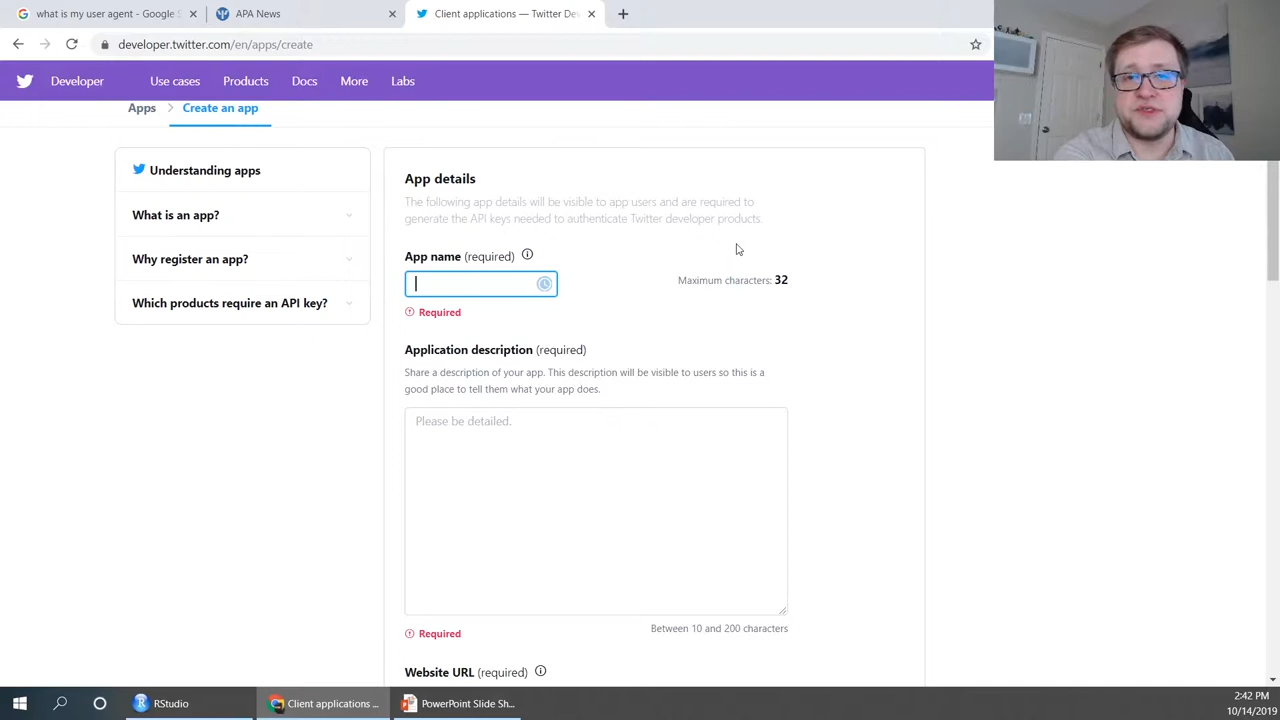 what is my user agent - Google S
APA News
Client applications — Twitter Dev
developer.twitter.com/en/apps/create
Developer
Use cases
Products
Docs
More
Labs
Apps
Create an app
Understanding apps
What is an app?
Why register an app?
Which products require an API key?
App details
The following app details will be visible to app users and are required to
generate the API keys needed to authenticate Twitter developer products.
App name (required)
Maximum characters: 32
Required
Application description (required)
Share a description of your app. This description will be visible to users so this is a
good place to tell them what your app does.
Please be detailed.
Required
Between 10 and 200 characters
Website URL (required)
RStudio
Client applications ...
PowerPoint Slide Sh...
2:42 PM
10/14/2019